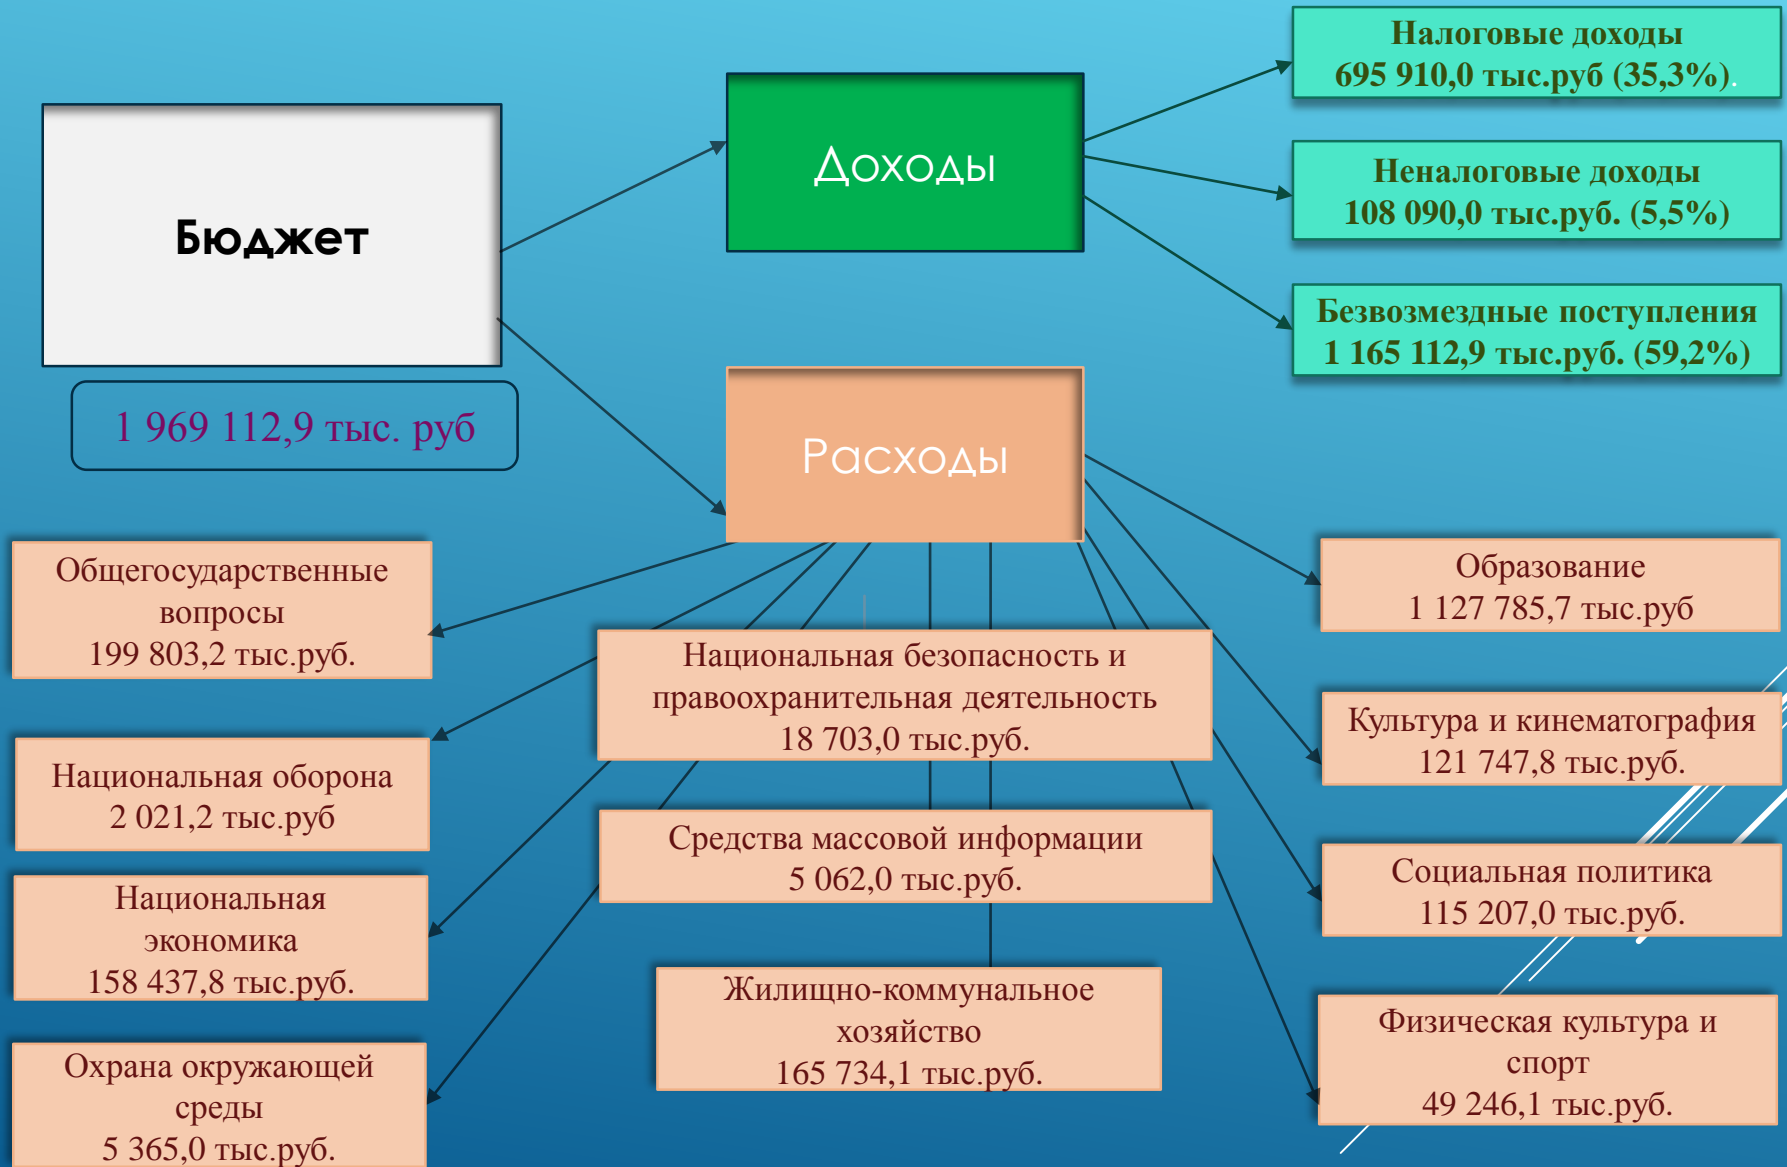 Бюджет
1 969 112,9 тыс. руб
Доходы
Налоговые доходы
695 910,0 тыс.руб (35,3%).
Неналоговые доходы
108 090,0 тыс.руб. (5,5%)
Безвозмездные поступления
1 165 112,9 тыс.руб. (59,2%)
Расходы
Общегосударственные
вопросы
199 803,2 тыс.руб.
Национальная оборона
2 021,2 тыс.руб
Национальная
экономика
158 437,8 тыс.руб.
Охрана окружающей
среды
5 365,0 тыс.руб.
Национальная безопасность и
правоохранительная деятельность
18 703,0 тыс.руб.
Средства массовой информации
5 062,0 тыс.руб.
Жилищно-коммунальное
хозяйство
165 734,1 тыс.руб.
Образование
1 127 785,7 тыс.руб
Культура и кинематография
121 747,8 тыс.руб.
Социальная политика
115 207,0 тыс.руб.
Физическая культура и
спорт
49 246,1 тыс.руб.